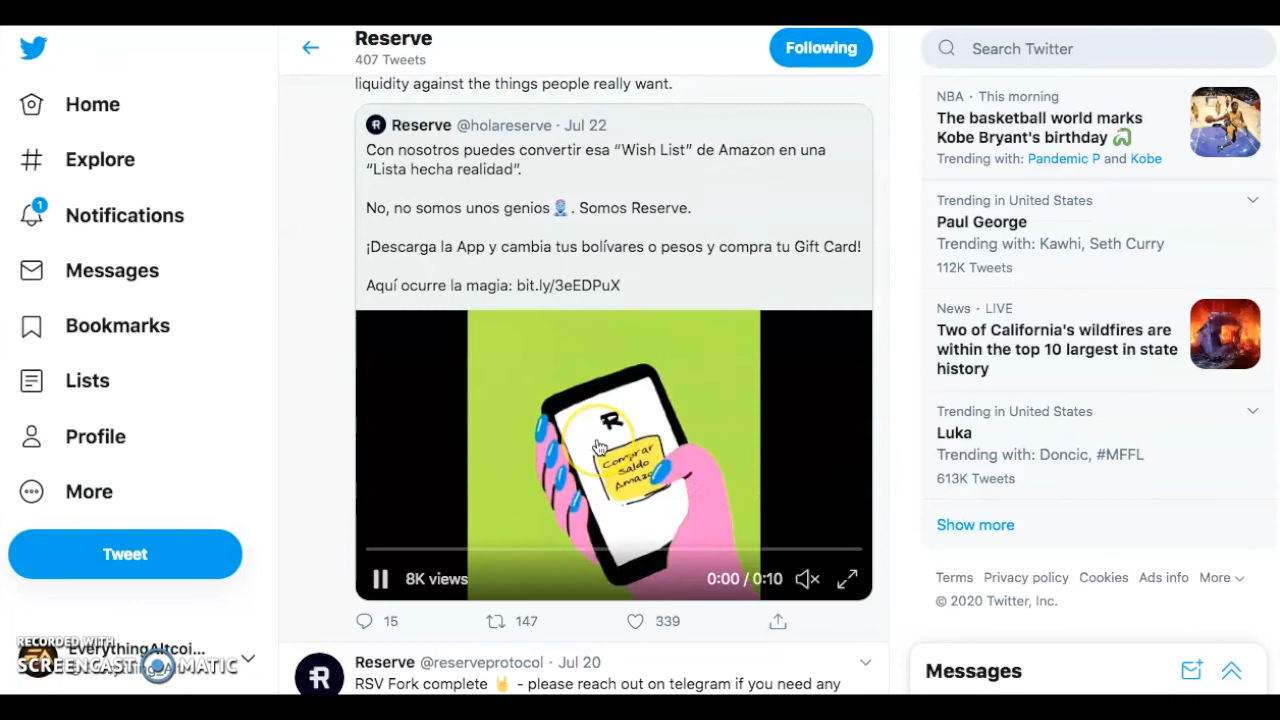 Home
Explore
1
Notifications
Messages
Bookmarks
Lists
Profile
More
Tweet
EverythingAltcoi...
RECORDED WITH
SCREENCAST MATIC
Reserve
407 Tweets
Following
liquidity against the things people really want.
Reserve @holareserve · Jul 22
Con nosotros puedes convertir esa “Wish List” de Amazon en una
“Lista hecha realidad”.
No, no somos unos genios🧞‍♂️. Somos Reserve.
¡Descarga la App y cambia tus bolívares o pesos y compra tu Gift Card!
Aquí ocurre la magia: bit.ly/3eEDPuX
R
Comprar
saldo
8K views
0:00 / 0:10
15
147
339
R
Reserve @reserveprotocol · Jul 20
RSV Fork complete 🤘 - please reach out on telegram if you need any
Search Twitter
NBA · This morning
The basketball world marks
Kobe Bryant's birthday 🐍
Trending with: Pandemic P and Kobe
Trending in United States
Paul George
Trending with: Kawhi, Seth Curry
112K Tweets
News · LIVE
Two of California's wildfires are
within the top 10 largest in state
history
Trending in United States
Luka
Trending with: Doncic, #MFFL
613K Tweets
Show more
Terms Privacy policy Cookies Ads info More
© 2020 Twitter, Inc.
Messages